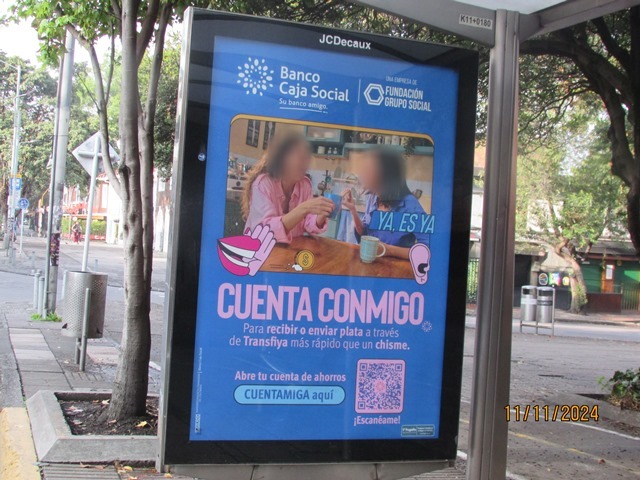 K11+0180
JCDecaux
Banco
Caja Social
Su banco amigo.
Una EMPRESA DE
FUNDACIÓN
GRUPO SOCIAL
YA, ES YA
CUENTA CONMIGO
Para recibir o enviar plata a través
de Transfiya más rápido que un chisme.
Abre tu cuenta de ahorros
CUENTAMIGA aquí
¡Escanéame!
11/11/2024